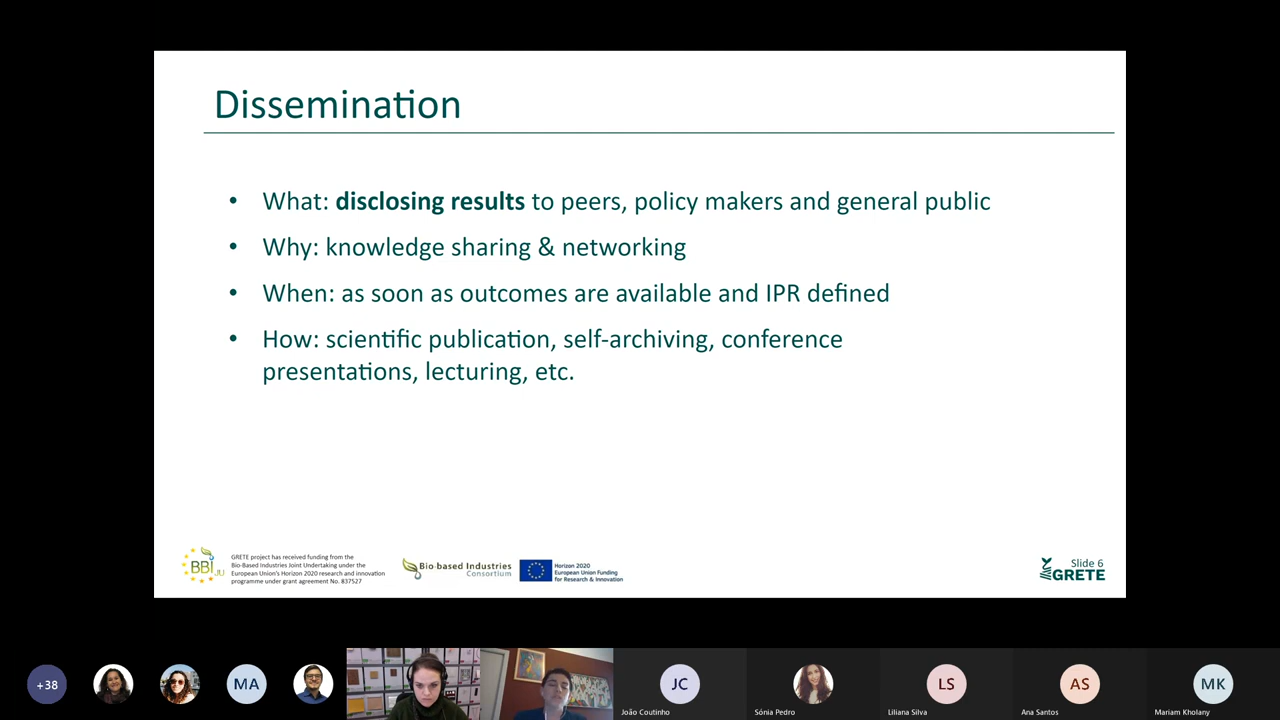 Dissemination
• What: disclosing results to peers, policy makers and general public
• Why: knowledge sharing & networking
• When: as soon as outcomes are available and IPR defined
• How: scientific publication, self-archiving, conference
presentations, lecturing, etc.
BBI JU
GRETE project has received funding from the
Bio-Based Industries Joint Undertaking under the
European Union's Horizon 2020 research and innovation
programme under grant agreement No. 837527
Bio-based Industries
Consortium
Horizon 2020
European Union Funding
for Research & Innovation
Slide 6
GRETE
+38
MA
JC
LS
AS
MK
João Coutinho
Sónia Pedro
Liliana Silva
Ana Santos
Mariam Kholany